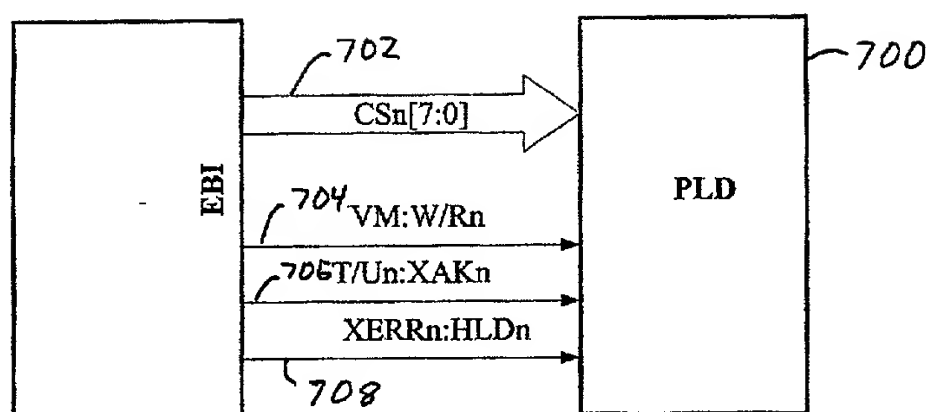 702
700
CSn[7:0]
EBI
PLD
704
VM:W/Rn
706
T/Un:XAKn
XERRn:HLDn
708